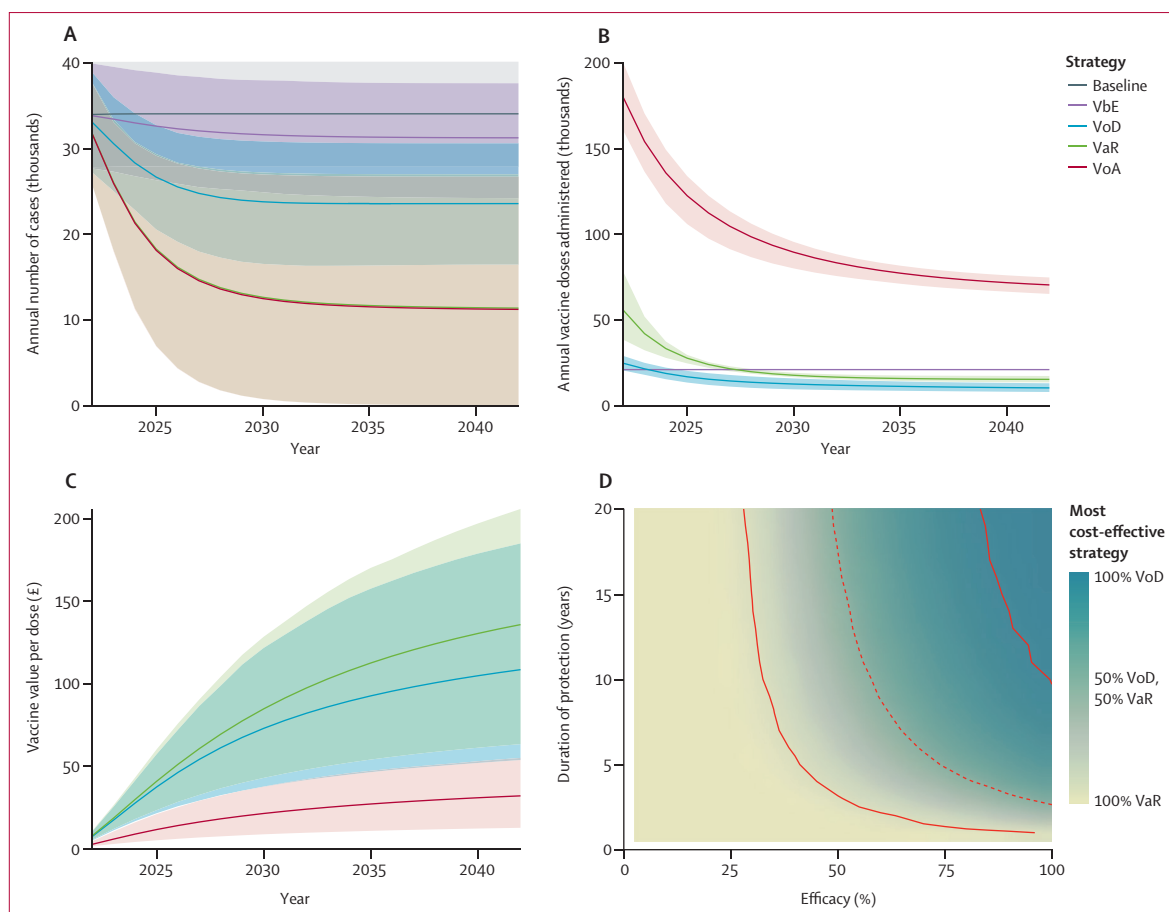 A
Annual number of cases (thousands)
40
30
20
10
0
2025
2030
2035
2040
Year
B
Annual vaccine doses administered (thousands)
200
150
100
50
0
2025
2030
2035
2040
Year
Strategy
Baseline
VbE
VoD
VaR
VoA
C
Vaccine value per dose (£)
200
150
100
50
0
2025
2030
2035
2040
Year
D
Duration of protection (years)
20
15
10
5
0
0
25
50
75
100
Efficacy (%)
Most
cost-effective
strategy
100% VoD
50% VoD,
50% VaR
100% VaR